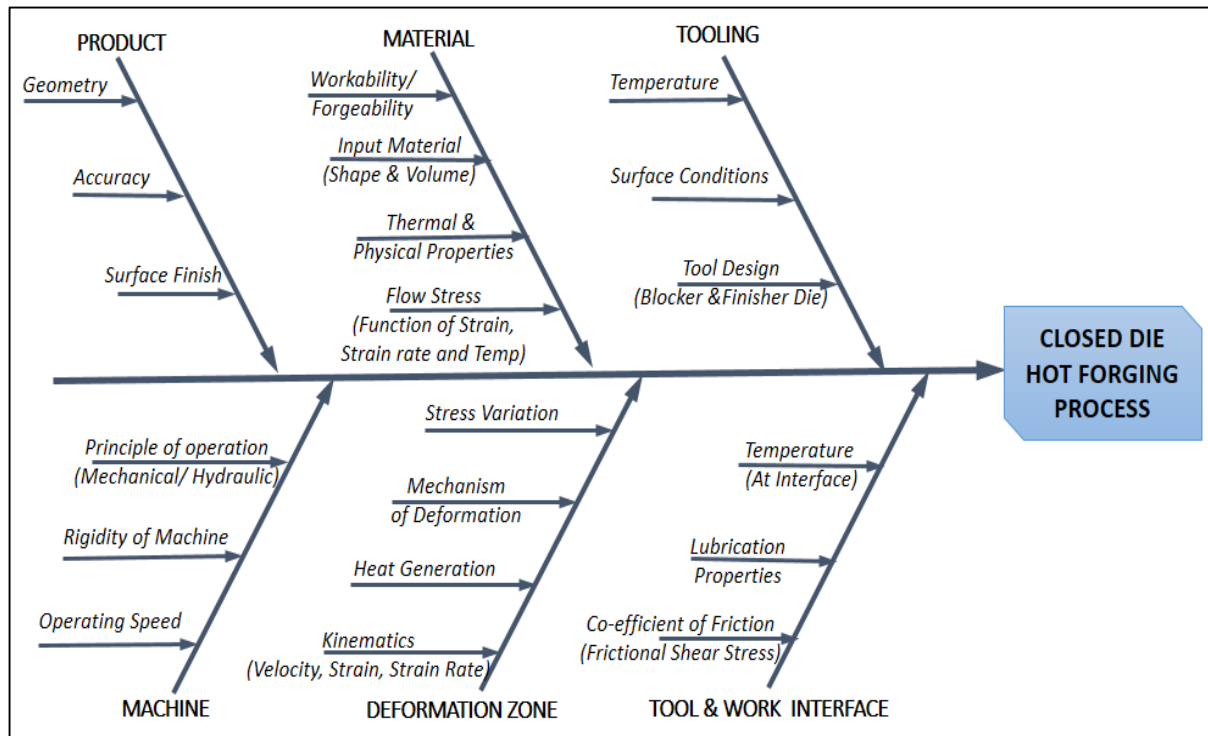 PRODUCT
Geometry
Accuracy
Surface Finish
MATERIAL
Workability/
Forgeability
Input Material
(Shape & Volume)
Thermal &
Physical Properties
Flow Stress
(Function of Strain,
Strain rate and Temp)
TOOLING
Temperature
Surface Conditions
Tool Design
(Blocker &Finisher Die)
CLOSED DIE
HOT FORGING
PROCESS
Principle of operation
(Mechanical/ Hydraulic)
Rigidity of Machine
Operating Speed
MACHINE
Stress Variation
Mechanism
of Deformation
Heat Generation
Kinematics
(Velocity, Strain, Strain Rate)
DEFORMATION ZONE
Temperature
(At Interface)
Lubrication
Properties
Co-efficient of Friction
(Frictional Shear Stress)
TOOL & WORK INTERFACE